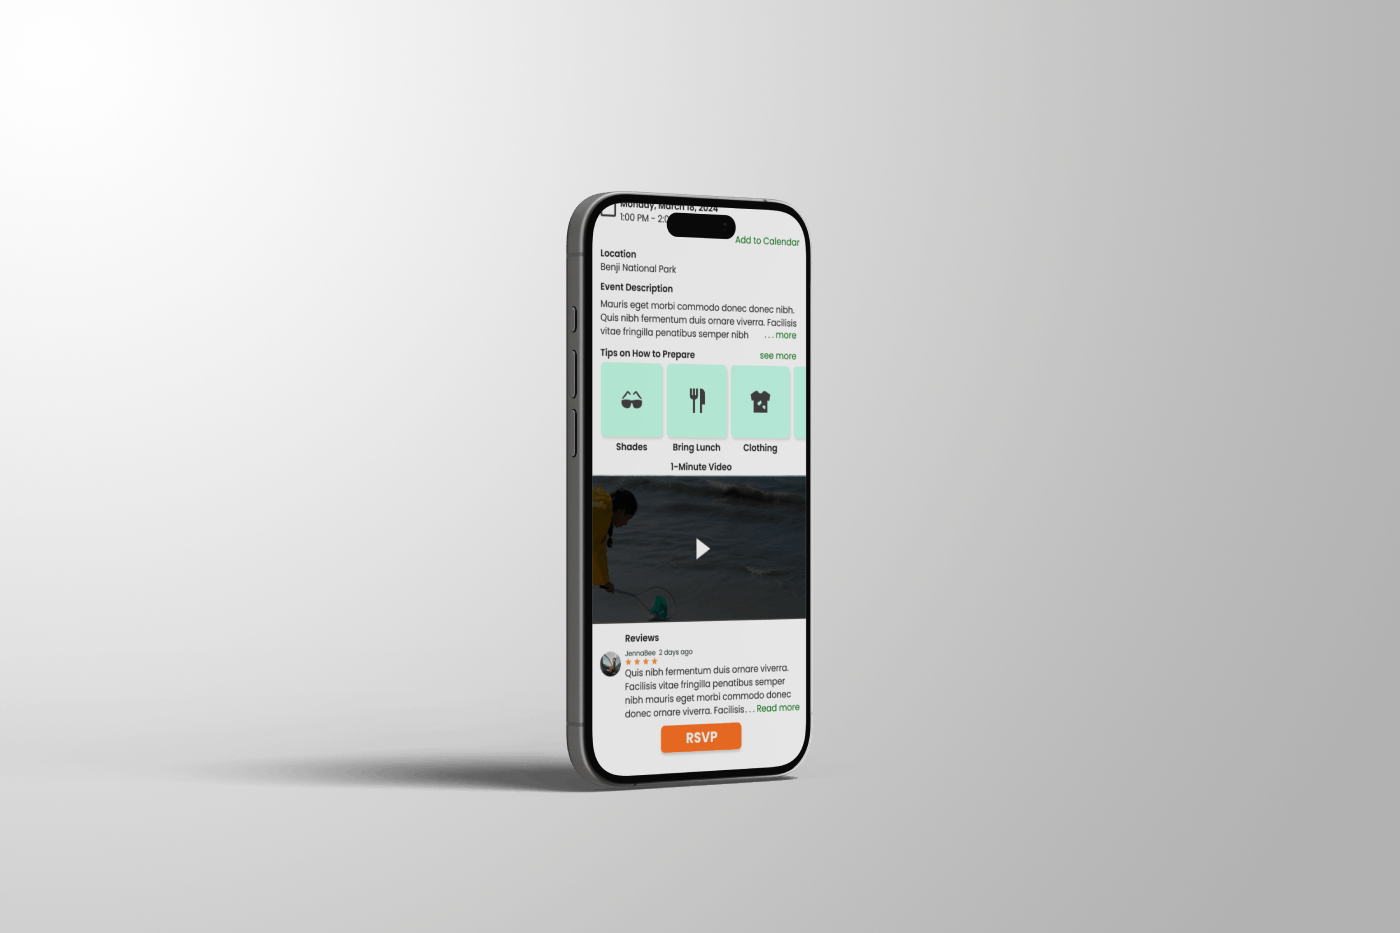 Monday, March 18, 2024
1:00 PM - 2:0
Add to Calendar
Location
Benji National Park
Event Description
Mauris eget morbi commodo donec donec nibh.
Quis nibh fermentum duis ornare viverra. Facilisis
vitae fringilla penatibus semper nibh ... more
Tips on How to Prepare see more
Shades Bring Lunch Clothing
1-Minute Video
Reviews
JennaBee 2 days ago
Quis nibh fermentum duis ornare viverra.
Facilisis vitae fringilla penatibus semper
nibh mauris eget morbi commodo donec
donec ornare viverra. Facilisis... Read more
RSVP